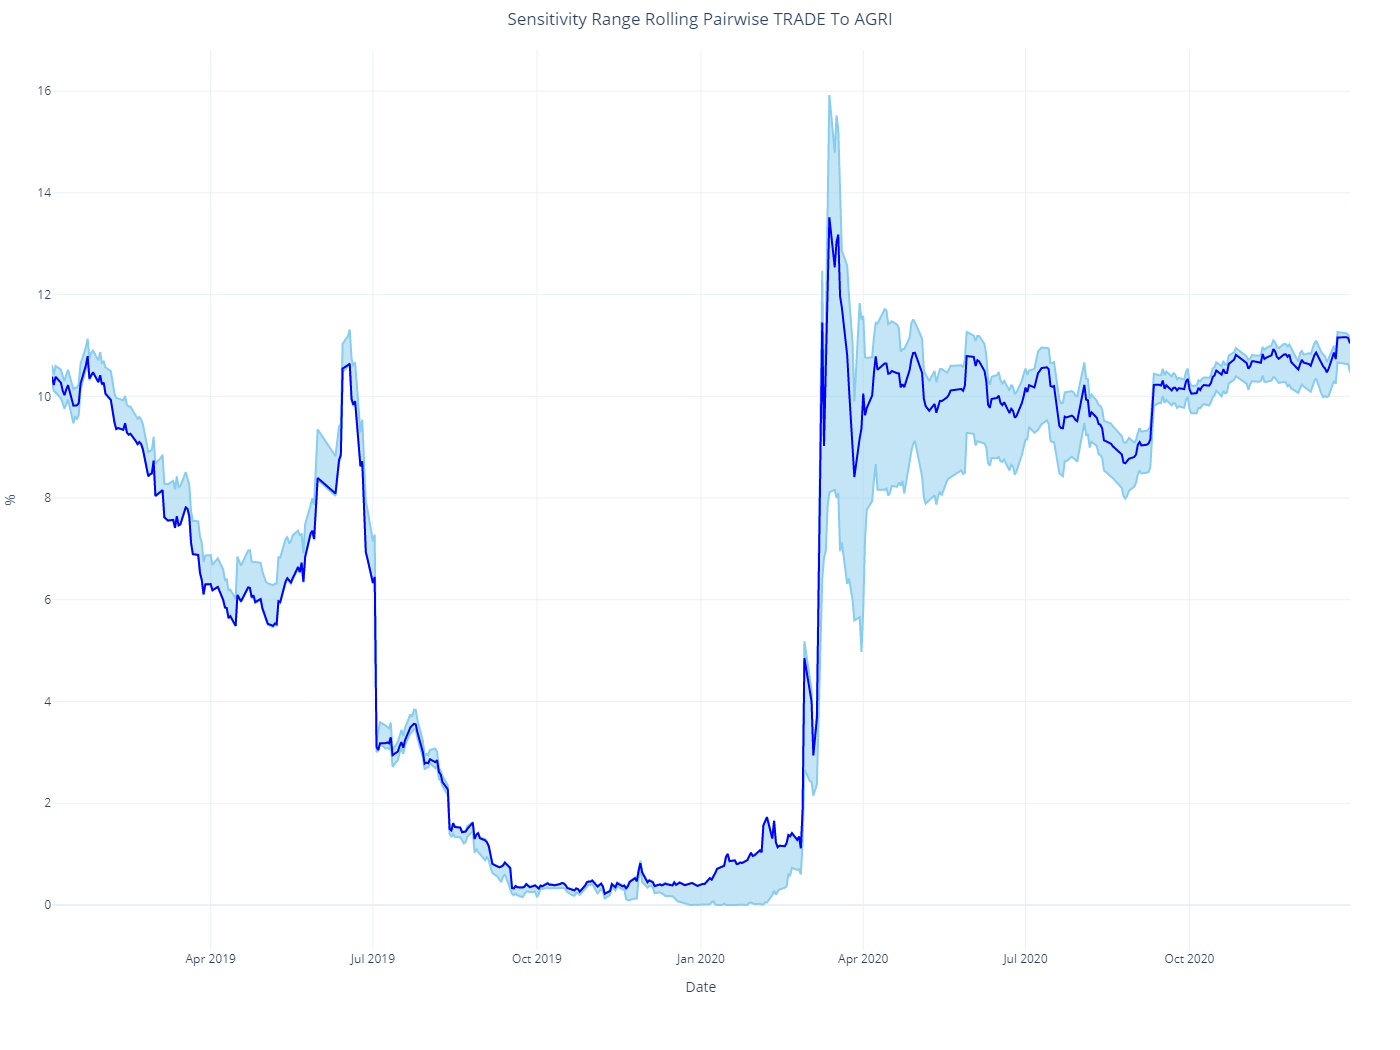 Sensitivity Range Rolling Pairwise TRADE To AGRI
16
14
12
10
8
6
4
2
0
%
Apr 2019
Jul 2019
Oct 2019
Jan 2020
Apr 2020
Jul 2020
Oct 2020
Date